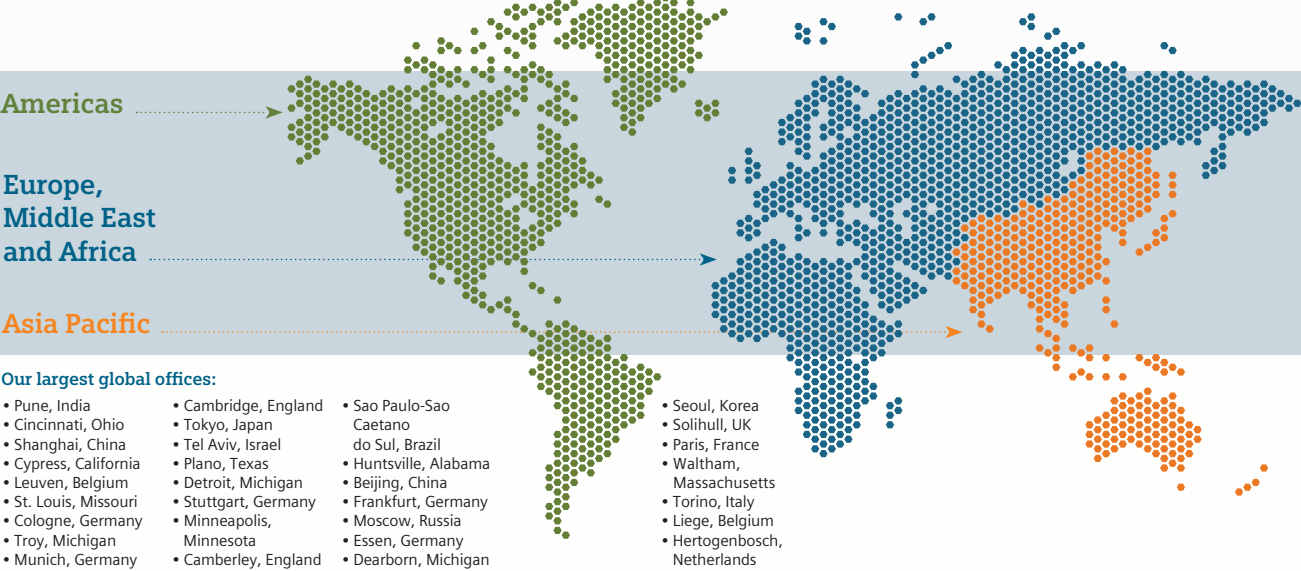 Americas
Europe,
Middle East
and Africa
Asia Pacific
Our largest global offices:
• Pune, India
• Cincinnati, Ohio
• Shanghai, China
• Cypress, California
• Leuven, Belgium
• St. Louis, Missouri
• Cologne, Germany
• Troy, Michigan
• Munich, Germany
• Cambridge, England
• Tokyo, Japan
• Tel Aviv, Israel
• Plano, Texas
• Detroit, Michigan
• Stuttgart, Germany
• Minneapolis,
Minnesota
• Camberley, England
• Sao Paulo-Sao
Caetano
do Sul, Brazil
• Huntsville, Alabama
• Beijing, China
• Frankfurt, Germany
• Moscow, Russia
• Essen, Germany
• Dearborn, Michigan
• Seoul, Korea
• Solihull, UK
• Paris, France
• Waltham,
Massachusetts
• Torino, Italy
• Liege, Belgium
• Hertogenbosch,
Netherlands